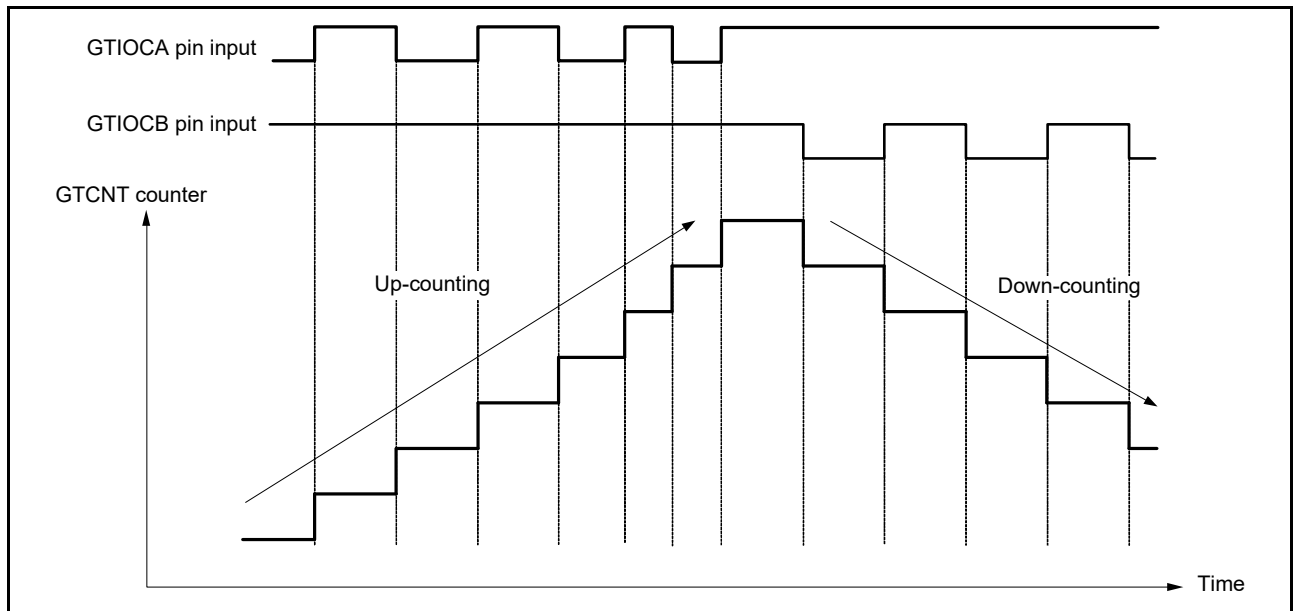 GTIOCA pin input
GTIOCB pin input
GTCNT counter
Up-counting
Down-counting
Time